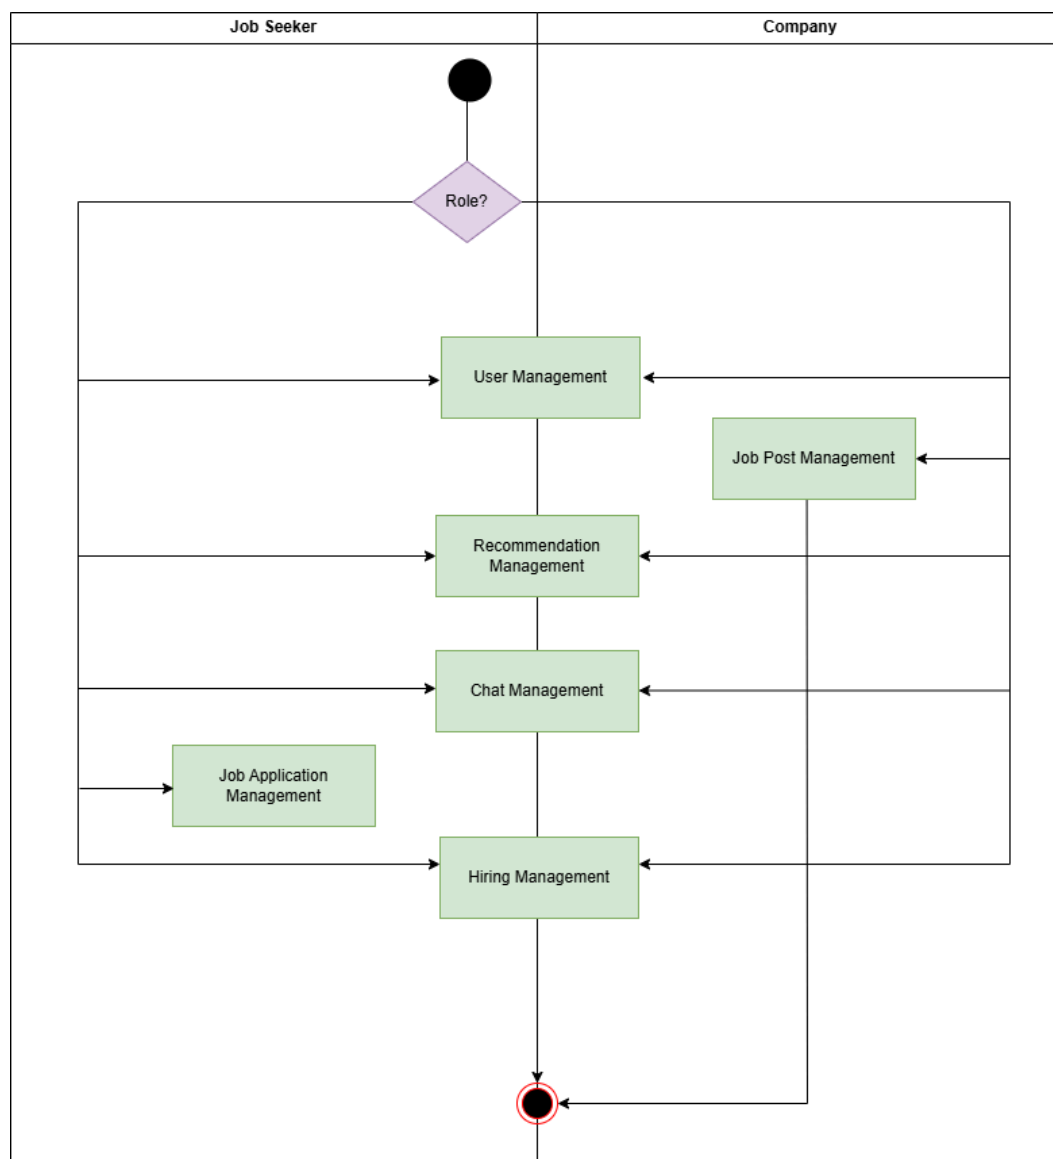 Job Seeker
Company
Role?
User Management
Job Post Management
Recommendation
Management
Chat Management
Job Application
Management
Hiring Management